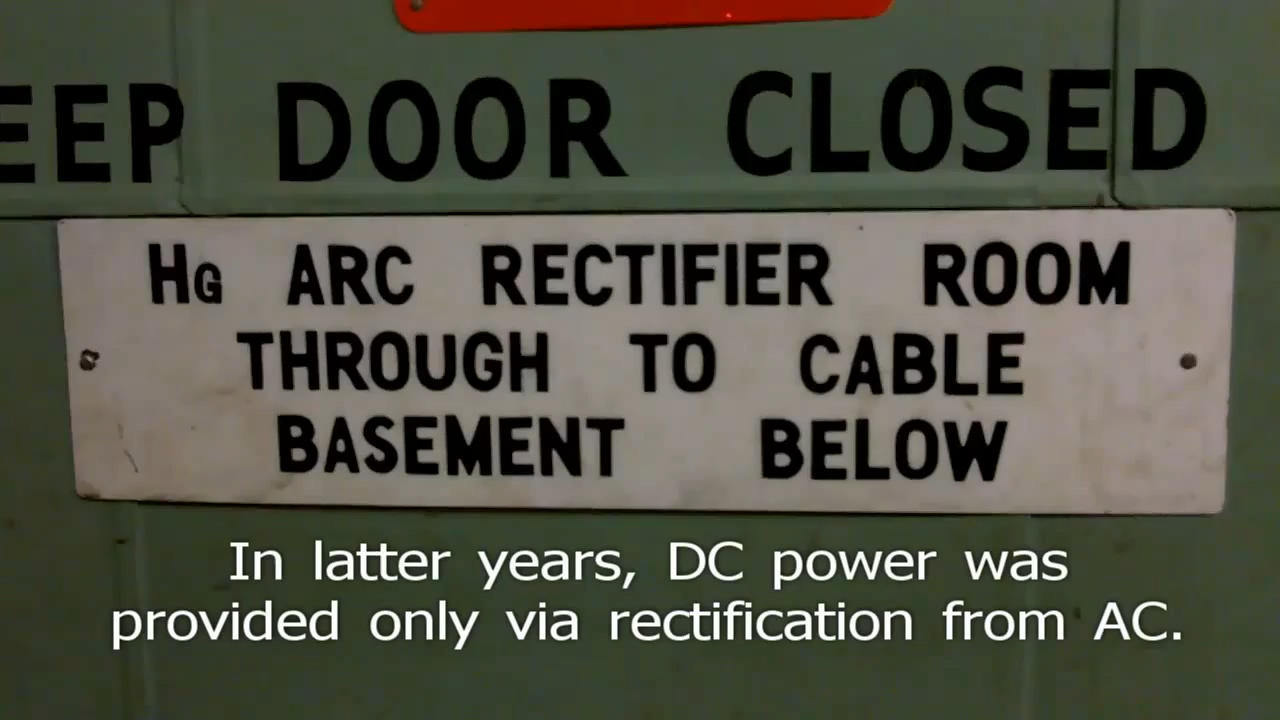 EEP DOOR CLOSED
HG ARC RECTIFIER ROOM
THROUGH TO CABLE
BASEMENT BELOW
In latter years, DC power was
provided only via rectification from AC.